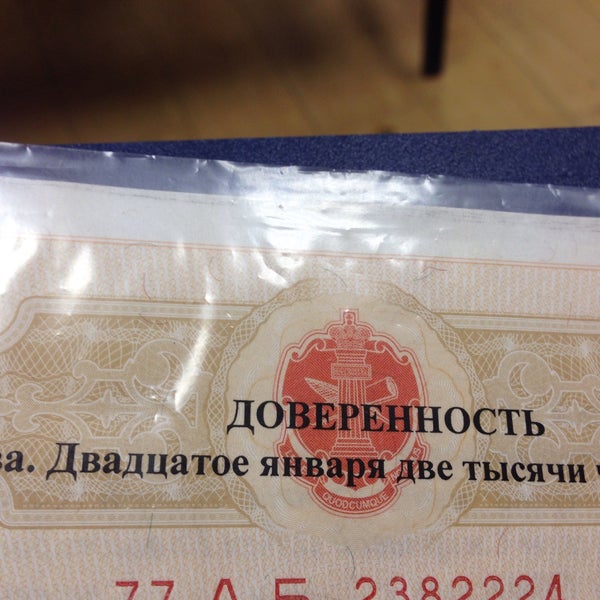 ДОВЕРЕННОСТЬ
ва. Двадцатое января две тысячи ч
QUODCUMQUE
77 А Б 2382224